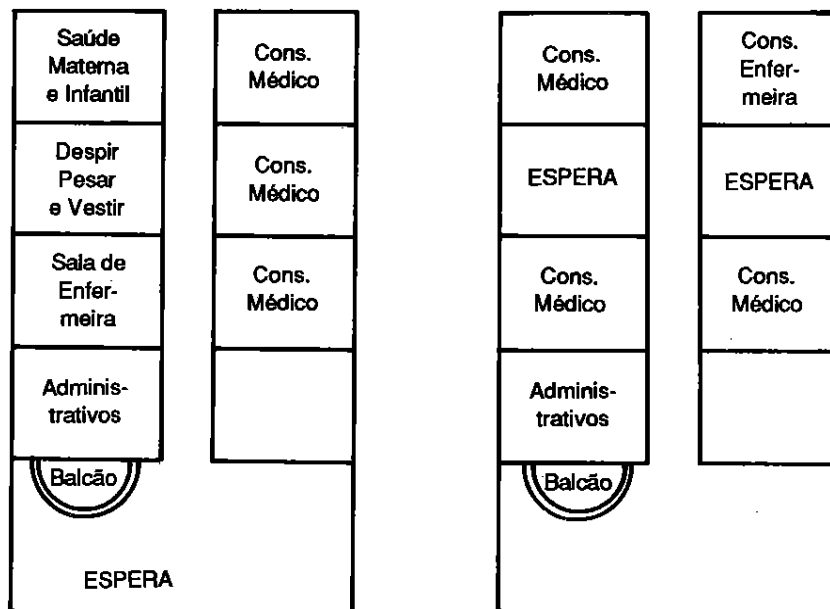 Saúde
Materna
e Infantil
Cons.
Médico
Despir
Pesar
e Vestir
Cons.
Médico
Sala de
Enfer-
meira
Cons.
Médico
Adminis-
trativos
Balcão
ESPERA
Cons.
Médico
Cons.
Enfer-
meira
ESPERA
ESPERA
Cons.
Médico
Cons.
Médico
Adminis-
trativos
Balcão